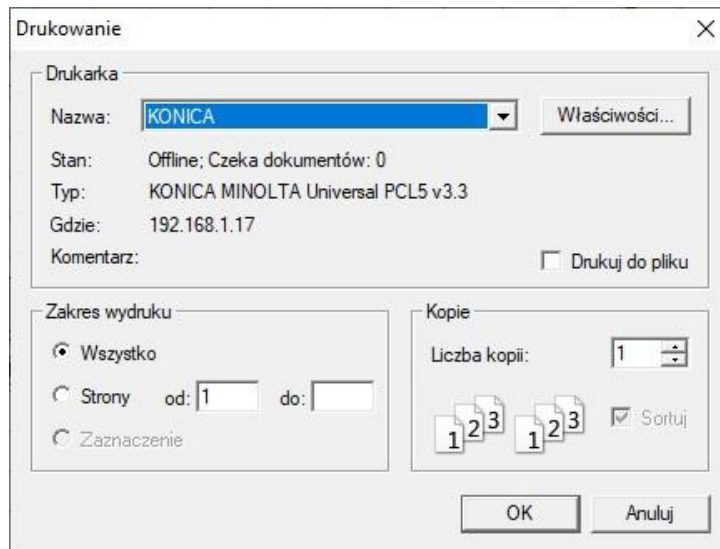 Drukowanie
Drukarka
Nazwa: KONICA Właściwości...
Stan: Offline; Czeka dokumentów: 0
Typ: KONICA MINOLTA Universal PCL5 v3.3
Gdzie: 192.168.1.17
Komentarz: Drukuj do pliku
Zakres wydruku
Wszystko
Strony od: 1 do:
Zaznaczenie
Kopie
Liczba kopii: 1
1 2 3 1 2 3 Sortuj
OK Anuluj